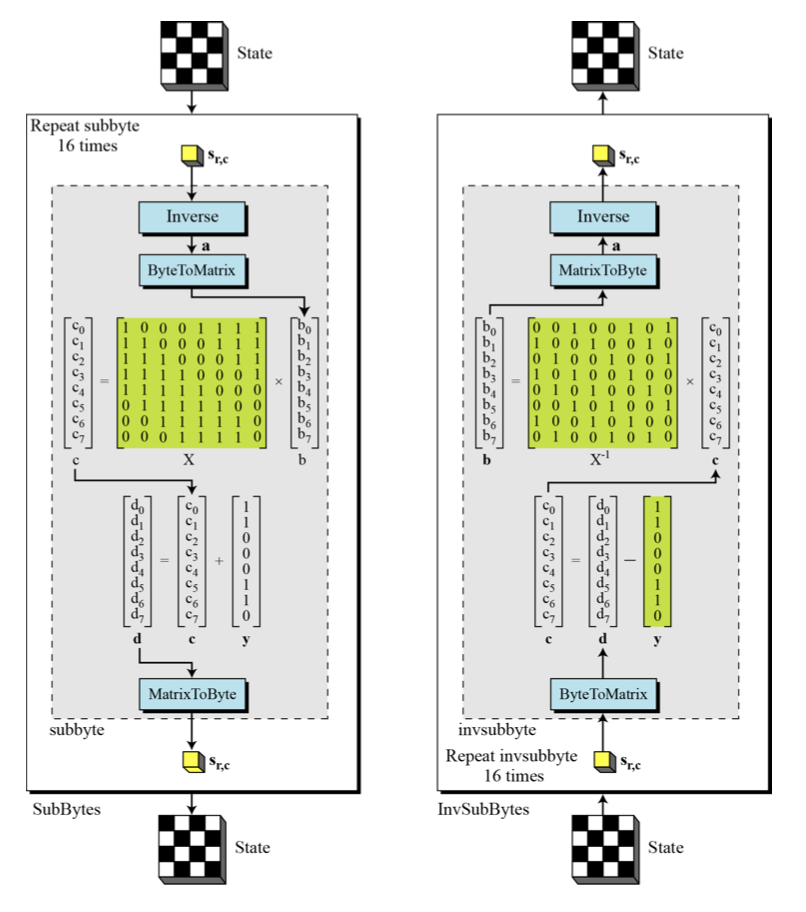 State
Repeat subbyte
16 times
s_r,c
Inverse
a
ByteToMatrix
c₀ 1 0 0 0 1 1 1 1 b₀
c₁ 1 1 0 0 0 1 1 1 b₁
c₂ 1 1 1 0 0 0 1 1 b₂
c₃ = 1 1 1 1 0 0 0 1 × b₃
c₄ 1 1 1 1 1 0 0 0 b₄
c₅ 0 1 1 1 1 1 0 0 b₅
c₆ 0 0 1 1 1 1 1 0 b₆
c₇ 0 0 0 1 1 1 1 0 b₇
c X b
d₀ c₀ 1
d₁ c₁ 1
d₂ c₂ 0
d₃ = c₃ + 0
d₄ c₄ 0
d₅ c₅ 1
d₆ c₆ 1
d₇ c₇ 0
d c y
MatrixToByte
subbyte
s_r,c
SubBytes
State
State
s_r,c
Inverse
a
MatrixToByte
b₀ 0 0 1 0 0 1 0 1 c₀
b₁ 1 0 0 1 0 0 1 0 c₁
b₂ 0 1 0 0 1 0 0 1 c₂
b₃ = 1 0 1 0 0 1 0 0 × c₃
b₄ 0 1 0 1 0 0 1 0 c₄
b₅ 0 0 1 0 1 0 0 1 c₅
b₆ 1 0 0 1 0 1 0 0 c₆
b₇ 0 1 0 0 1 0 1 0 c₇
b X⁻¹ c
c₀ d₀ 1
c₁ d₁ 1
c₂ d₂ 0
c₃ = d₃ − 0
c₄ d₄ 0
c₅ d₅ 1
c₆ d₆ 1
c₇ d₇ 0
c d y
ByteToMatrix
invsubbyte
Repeat invsubbyte
16 times
s_r,c
InvSubBytes
State